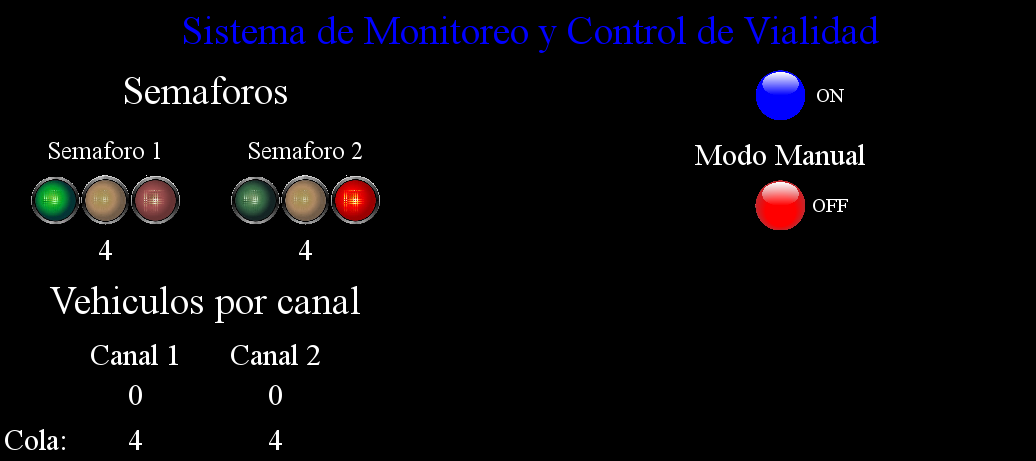 Sistema de Monitoreo y Control de Vialidad
Semaforos
ON
Semaforo 1 Semaforo 2
Modo Manual
OFF
4 4
Vehiculos por canal
Canal 1 Canal 2
0 0
Cola: 4 4